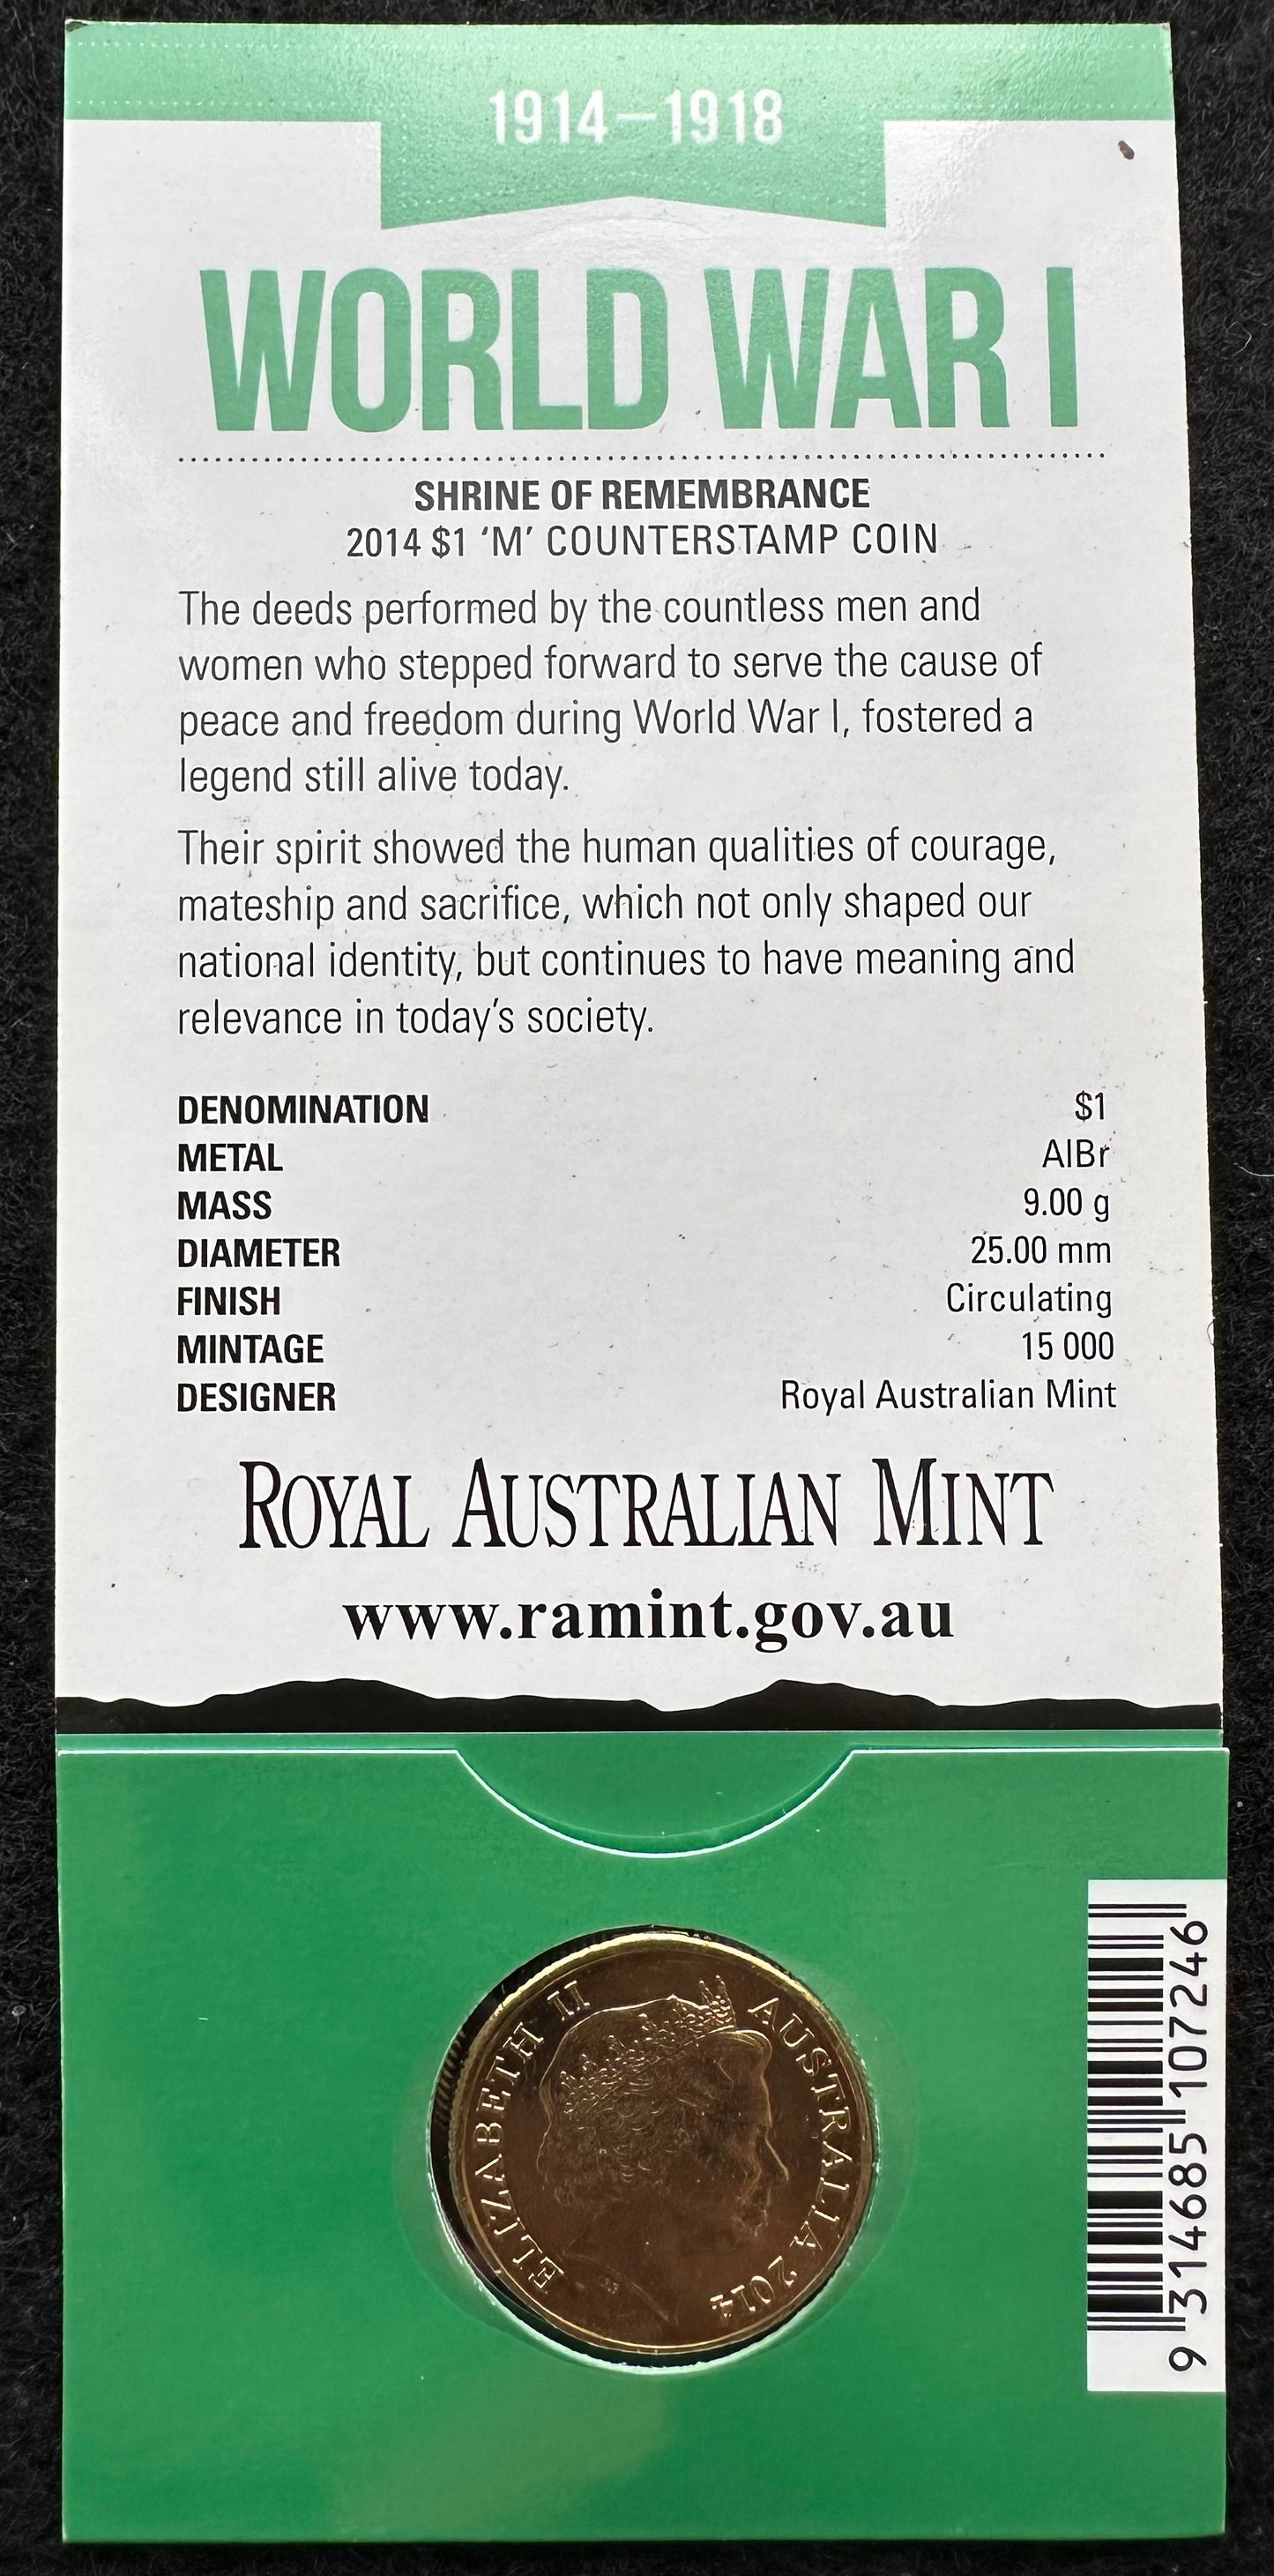 1914–1918
WORLD WAR I
SHRINE OF REMEMBRANCE
2014 $1 ‘M’ COUNTERSTAMP COIN
The deeds performed by the countless men and
women who stepped forward to serve the cause of
peace and freedom during World War I, fostered a
legend still alive today.
Their spirit showed the human qualities of courage,
mateship and sacrifice, which not only shaped our
national identity, but continues to have meaning and
relevance in today’s society.
DENOMINATION $1
METAL AlBr
MASS 9.00 g
DIAMETER 25.00 mm
FINISH Circulating
MINTAGE 15 000
DESIGNER Royal Australian Mint
ROYAL AUSTRALIAN MINT
www.ramint.gov.au
ELIZABETH II AUSTRALIA 2014
9 314685 107246